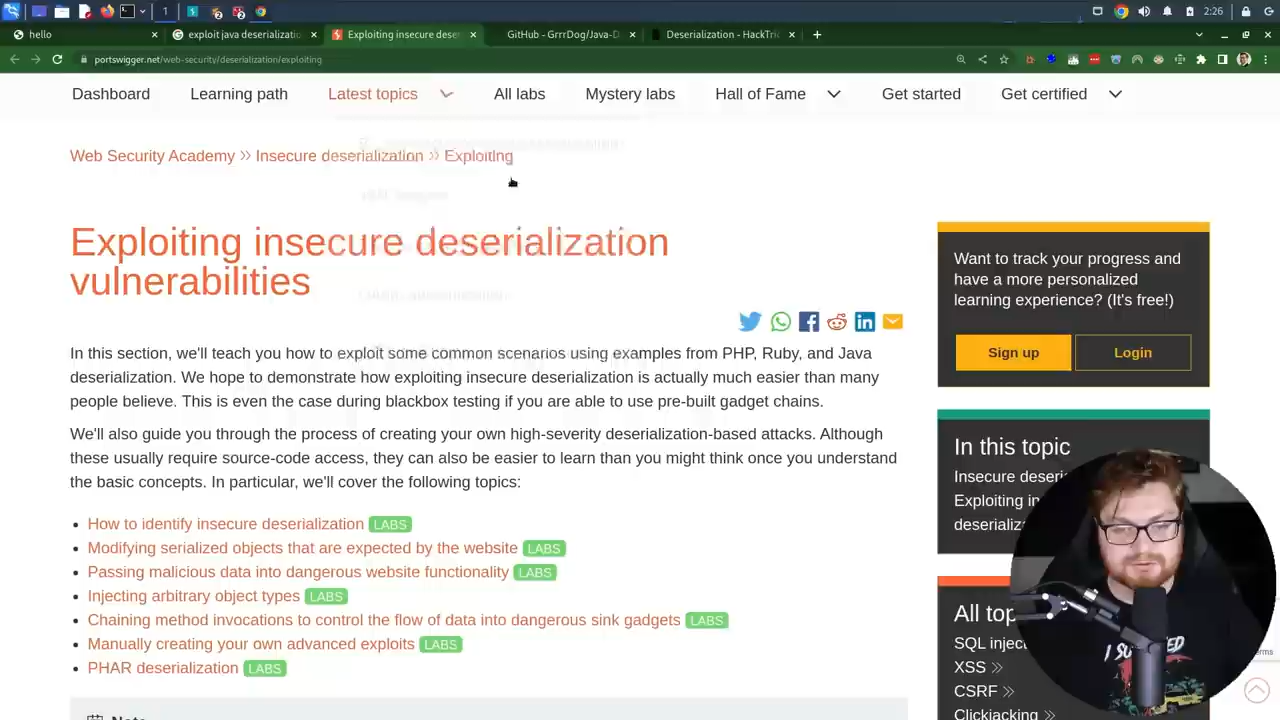 1
2:26
hello
exploit java deserializatio
Exploiting insecure deser
GitHub - GrrrDog/Java-D
Deserialization - HackTric
portswigger.net/web-security/deserialization/exploiting
Dashboard
Learning path
Latest topics
All labs
Mystery labs
Hall of Fame
Get started
Get certified
Web Security Academy >> Insecure deserialization >> Exploiting
Exploiting insecure deserialization
vulnerabilities
In this section, we'll teach you how to exploit some common scenarios using examples from PHP, Ruby, and Java
deserialization. We hope to demonstrate how exploiting insecure deserialization is actually much easier than many
people believe. This is even the case during blackbox testing if you are able to use pre-built gadget chains.
We'll also guide you through the process of creating your own high-severity deserialization-based attacks. Although
these usually require source-code access, they can also be easier to learn than you might think once you understand
the basic concepts. In particular, we'll cover the following topics:
How to identify insecure deserialization LABS
Modifying serialized objects that are expected by the website LABS
Passing malicious data into dangerous website functionality LABS
Injecting arbitrary object types LABS
Chaining method invocations to control the flow of data into dangerous sink gadgets LABS
Manually creating your own advanced exploits LABS
PHAR deserialization LABS
Note
Want to track your progress and
have a more personalized
learning experience? (It's free!)
Sign up
Login
In this topic
Insecure deseri
Exploiting in
deserializa
All top
SQL inject
XSS >>
CSRF >>
Clickjacking >>
I SU
erms